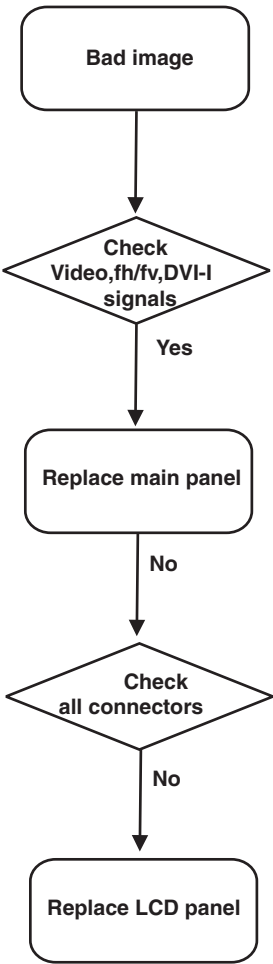 Bad image
Check
Video,fh/fv,DVI-I
signals
Yes
Replace main panel
No
Check
all connectors
No
Replace LCD panel